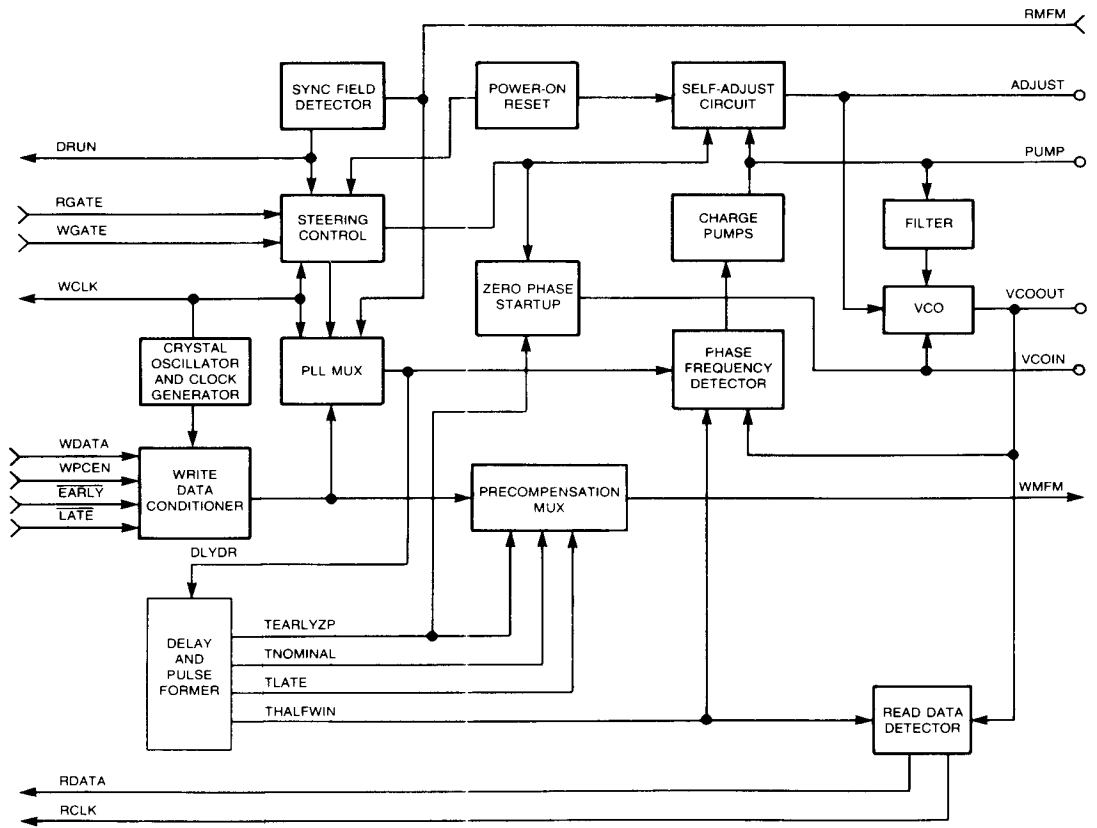 RMFM
SYNC FIELD
DETECTOR
POWER-ON
RESET
SELF-ADJUST
CIRCUIT
ADJUST
DRUN
PUMP
RGATE
WGATE
STEERING
CONTROL
CHARGE
PUMPS
FILTER
WCLK
ZERO PHASE
STARTUP
VCO
VCOOUT
CRYSTAL
OSCILLATOR
AND CLOCK
GENERATOR
PLL MUX
PHASE
FREQUENCY
DETECTOR
VCOIN
WDATA
WPCEN
EARLY
LATE
WRITE
DATA
CONDITIONER
PRECOMPENSATION
MUX
WMFM
DLYDR
DELAY
AND
PULSE
FORMER
TEARLYZP
TNOMINAL
TLATE
THALFWIN
READ DATA
DETECTOR
RDATA
RCLK